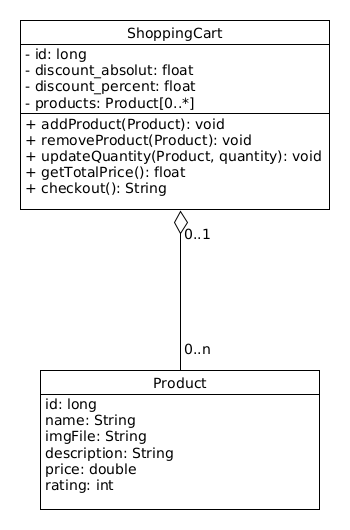 ShoppingCart
- id: long
- discount_absolut: float
- discount_percent: float
- products: Product[0..*]
+ addProduct(Product): void
+ removeProduct(Product): void
+ updateQuantity(Product, quantity): void
+ getTotalPrice(): float
+ checkout(): String
0..1
0..n
Product
id: long
name: String
imgFile: String
description: String
price: double
rating: int